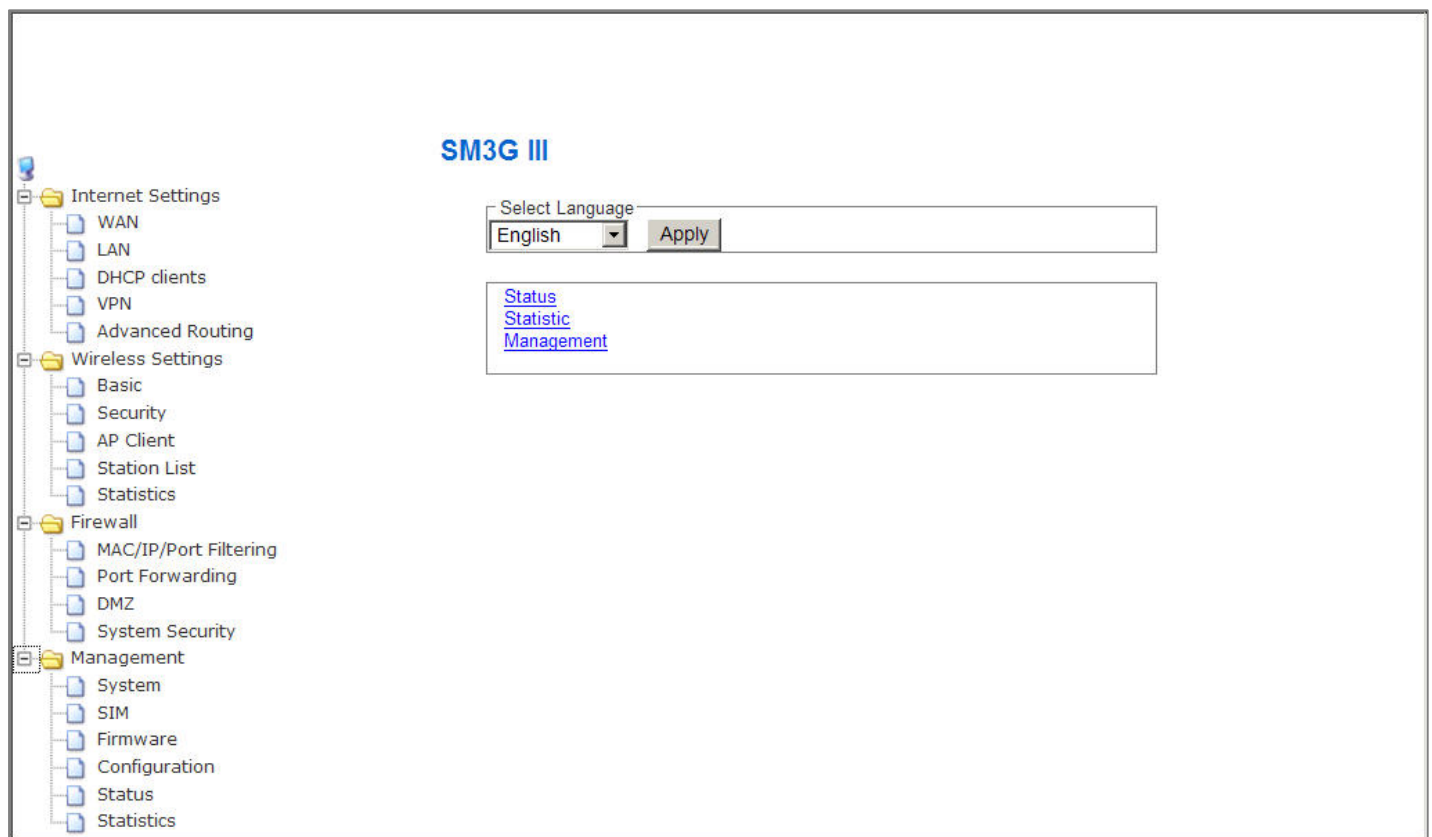 SM3G III
Internet Settings
WAN
LAN
DHCP clients
VPN
Advanced Routing
Wireless Settings
Basic
Security
AP Client
Station List
Statistics
Firewall
MAC/IP/Port Filtering
Port Forwarding
DMZ
System Security
Management
System
SIM
Firmware
Configuration
Status
Statistics
Select Language
English Apply
Status
Statistic
Management